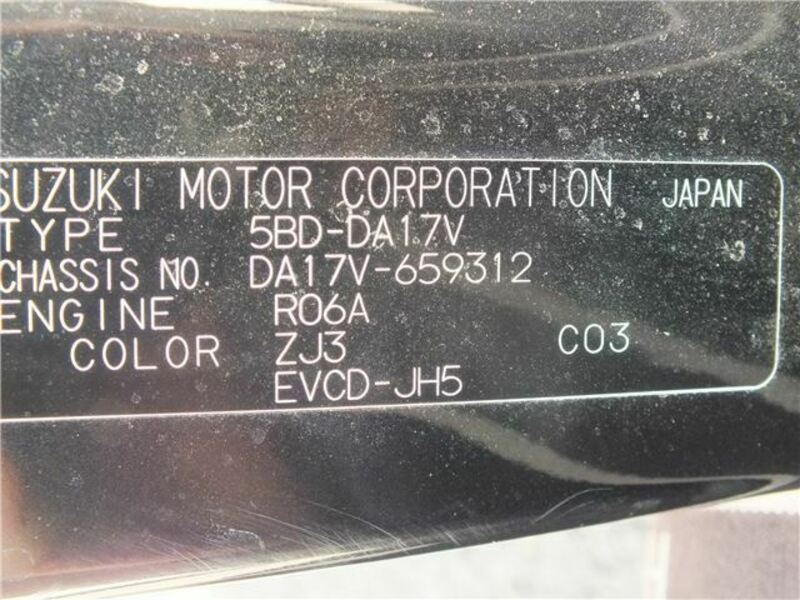 SUZUKI MOTOR CORPORATION JAPAN
TYPE 5BD-DA17V
CHASSIS NO. DA17V-659312
ENGINE R06A
COLOR ZJ3 C03
EVCD-JH5